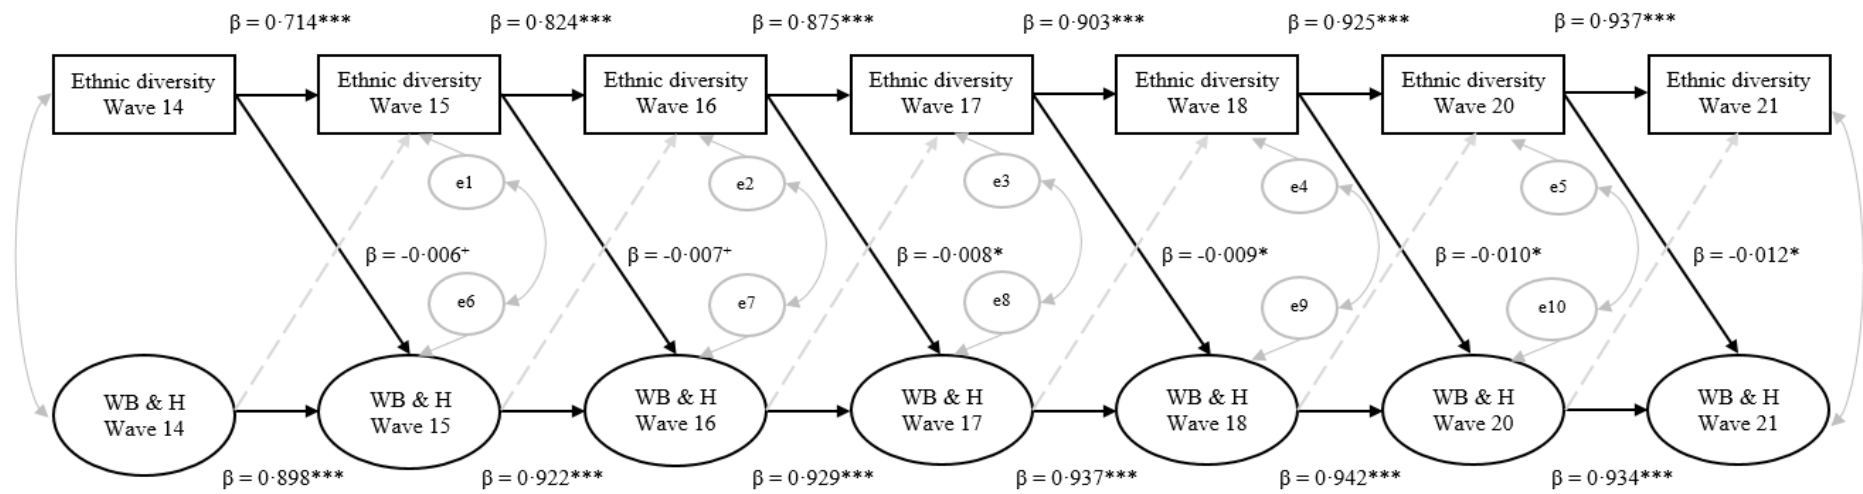 β = 0·714***
β = 0·824***
β = 0·875***
β = 0·903***
β = 0·925***
β = 0·937***
Ethnic diversity
Wave 14
Ethnic diversity
Wave 15
Ethnic diversity
Wave 16
Ethnic diversity
Wave 17
Ethnic diversity
Wave 18
Ethnic diversity
Wave 20
Ethnic diversity
Wave 21
e1
e2
e3
e4
e5
β = -0·006⁺
β = -0·007⁺
β = -0·008*
β = -0·009*
β = -0·010*
β = -0·012*
e6
e7
e8
e9
e10
WB & H
Wave 14
WB & H
Wave 15
WB & H
Wave 16
WB & H
Wave 17
WB & H
Wave 18
WB & H
Wave 20
WB & H
Wave 21
β = 0·898***
β = 0·922***
β = 0·929***
β = 0·937***
β = 0·942***
β = 0·934***